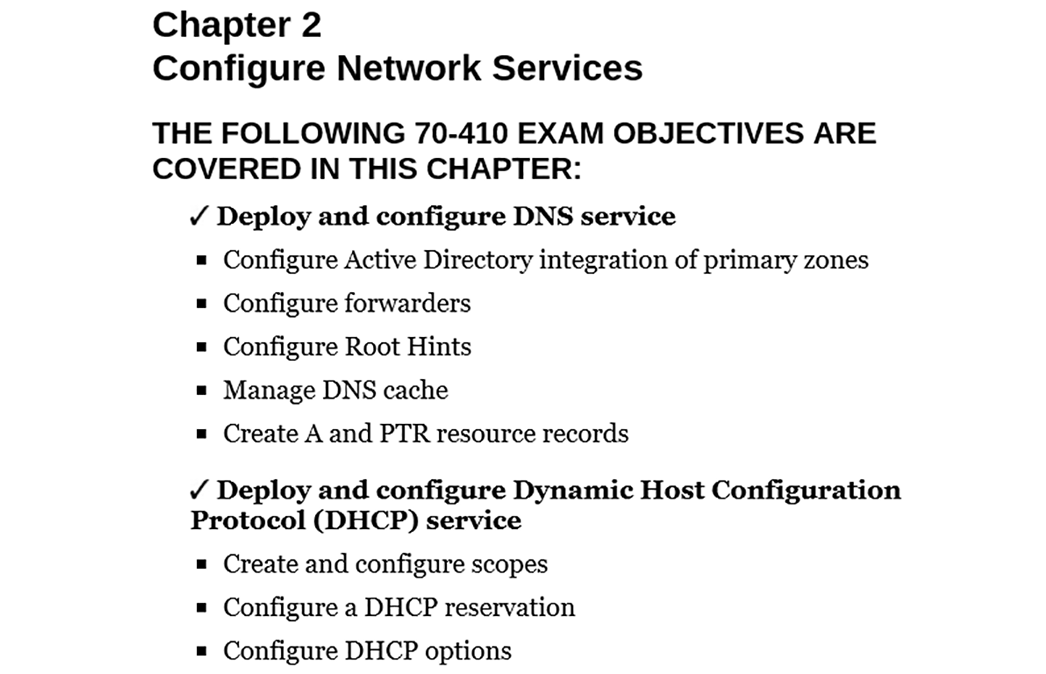 Chapter 2
Configure Network Services
THE FOLLOWING 70-410 EXAM OBJECTIVES ARE
COVERED IN THIS CHAPTER:
✓ Deploy and configure DNS service
▪ Configure Active Directory integration of primary zones
▪ Configure forwarders
▪ Configure Root Hints
▪ Manage DNS cache
▪ Create A and PTR resource records
✓ Deploy and configure Dynamic Host Configuration
Protocol (DHCP) service
▪ Create and configure scopes
▪ Configure a DHCP reservation
▪ Configure DHCP options